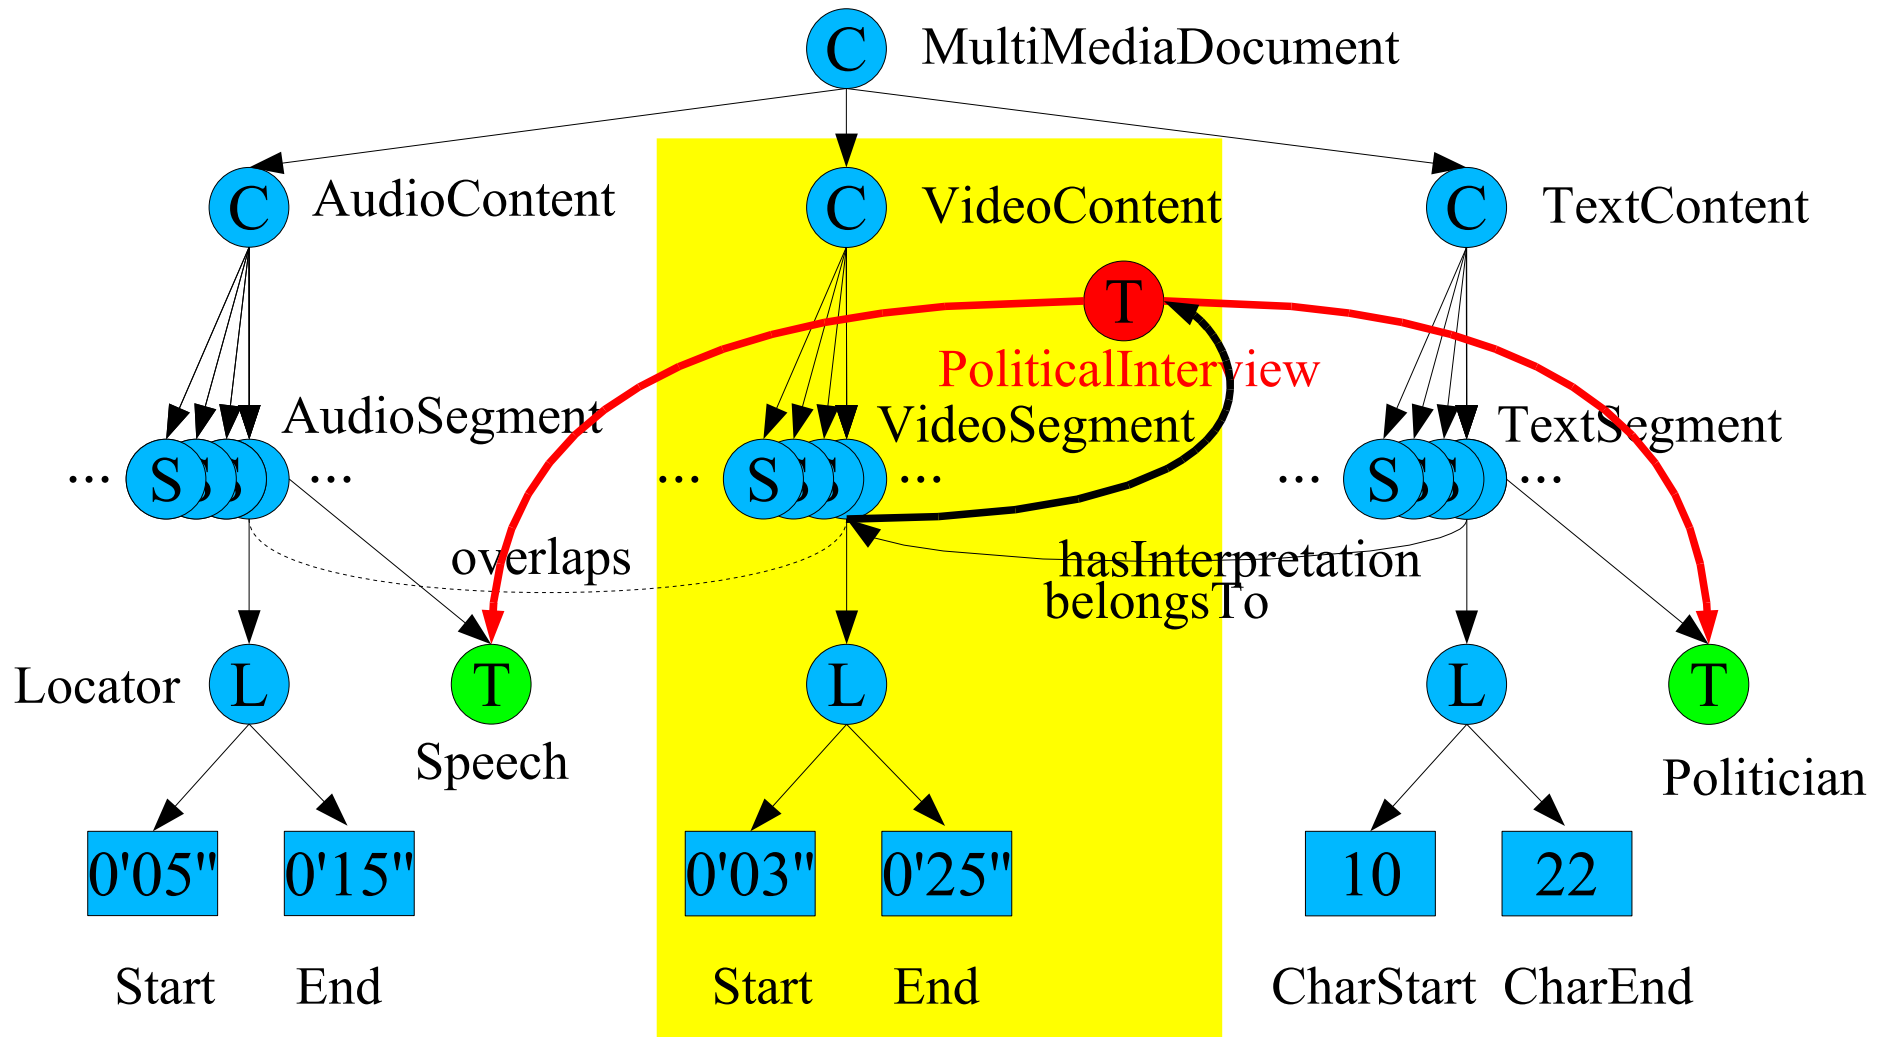 C MultiMediaDocument
C AudioContent C VideoContent C TextContent
T
PoliticalInterview
AudioSegment VideoSegment TextSegment
... S S S ... ... S S S ... ... S S S ...
overlaps hasInterpretation
belongsTo
Locator L T L L T
Speech Politician
0'05" 0'15" 0'03" 0'25" 10 22
Start End Start End CharStart CharEnd